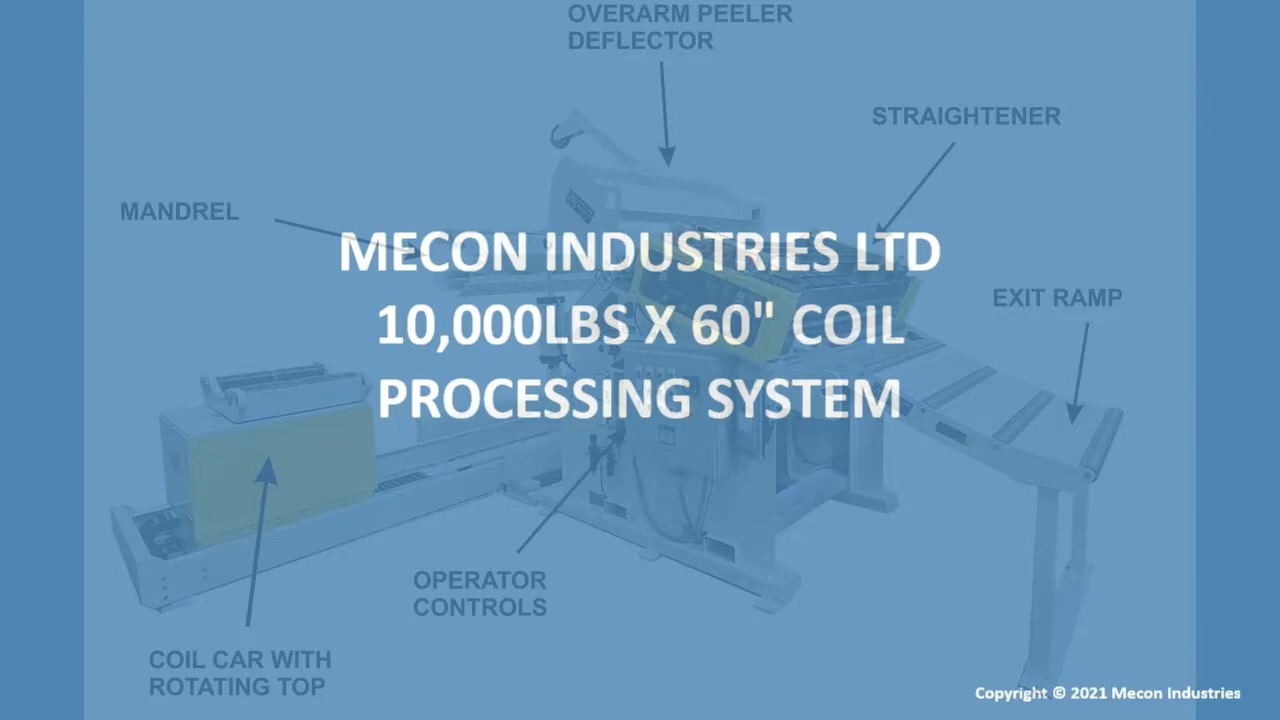 OVERARM PEELER
DEFLECTOR
STRAIGHTENER
MANDREL
MECON INDUSTRIES LTD
10,000LBS X 60" COIL
PROCESSING SYSTEM
EXIT RAMP
OPERATOR
CONTROLS
COIL CAR WITH
ROTATING TOP
Copyright © 2021 Mecon Industries